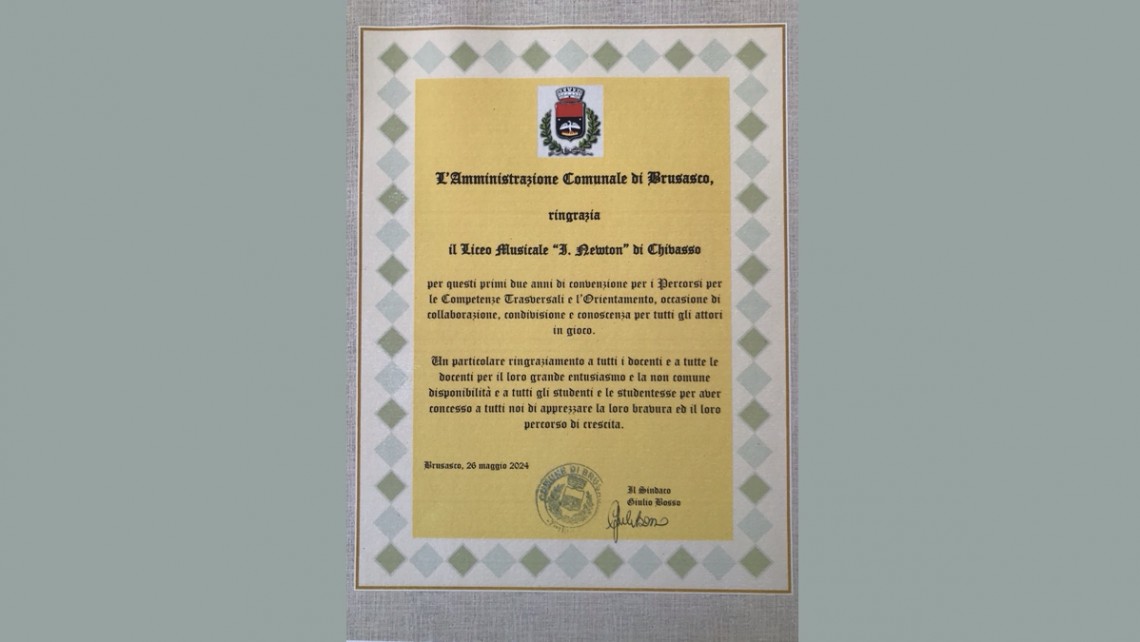 L'Amministrazione Comunale di Brusasco,
ringrazia
il Liceo Musicale “I. Newton” di Chivasso
per questi primi due anni di convenzione per i Percorsi per
le Competenze Trasversali e l'Orientamento, occasione di
collaborazione, condivisione e conoscenza per tutti gli attori
in gioco.
Un particolare ringraziamento a tutti i docenti e a tutte le
docenti per il loro grande entusiasmo e la non comune
disponibilità e a tutti gli studenti e le studentesse per aver
concesso a tutti noi di apprezzare la loro bravura ed il loro
percorso di crescita.
Brusasco, 26 maggio 2024
COMUNE DI BRUSASCO
Il Sindaco
Giulio Bosso